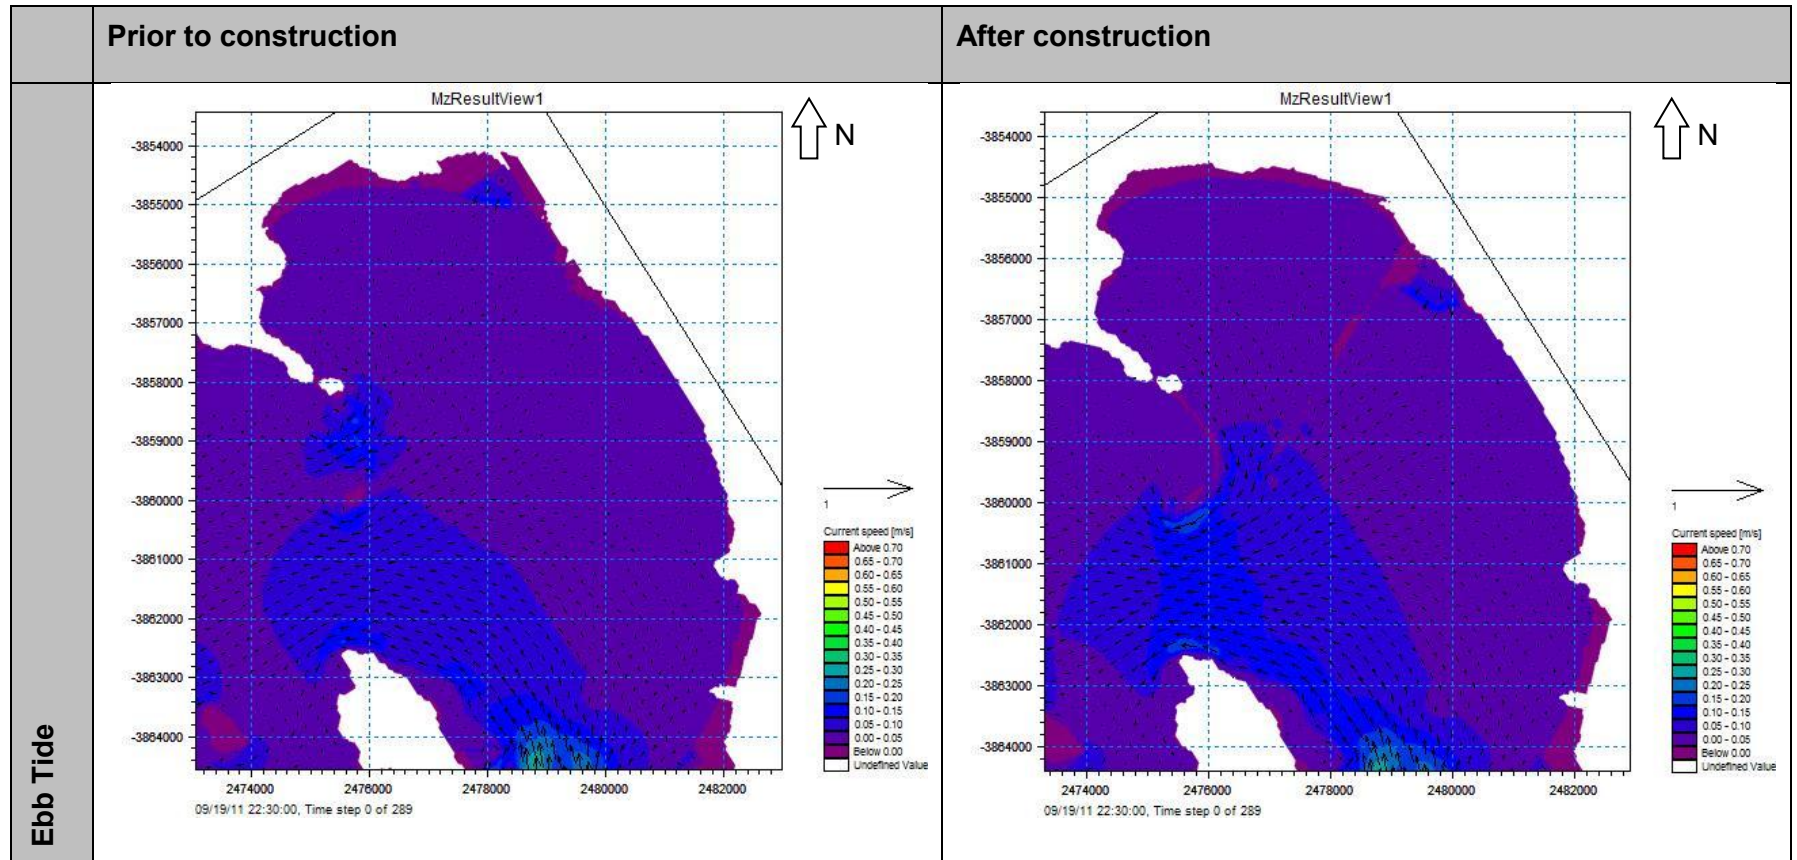 Prior to construction
After construction
Ebb Tide
MzResultView1
N
-3854000
-3855000
-3856000
-3857000
-3858000
-3859000
-3860000
-3861000
-3862000
-3863000
-3864000
2474000 2476000 2478000 2480000 2482000
09/19/11 22:30:00, Time step 0 of 289
1
Current speed [m/s]
Above 0.70
0.65 - 0.70
0.60 - 0.65
0.55 - 0.60
0.50 - 0.55
0.45 - 0.50
0.40 - 0.45
0.35 - 0.40
0.30 - 0.35
0.25 - 0.30
0.20 - 0.25
0.15 - 0.20
0.10 - 0.15
0.05 - 0.10
0.00 - 0.05
Below 0.00
Undefined Value
MzResultView1
N
-3854000
-3855000
-3856000
-3857000
-3858000
-3859000
-3860000
-3861000
-3862000
-3863000
-3864000
2474000 2476000 2478000 2480000 2482000
09/19/11 22:30:00, Time step 0 of 289
1
Current speed [m/s]
Above 0.70
0.65 - 0.70
0.60 - 0.65
0.55 - 0.60
0.50 - 0.55
0.45 - 0.50
0.40 - 0.45
0.35 - 0.40
0.30 - 0.35
0.25 - 0.30
0.20 - 0.25
0.15 - 0.20
0.10 - 0.15
0.05 - 0.10
0.00 - 0.05
Below 0.00
Undefined Value